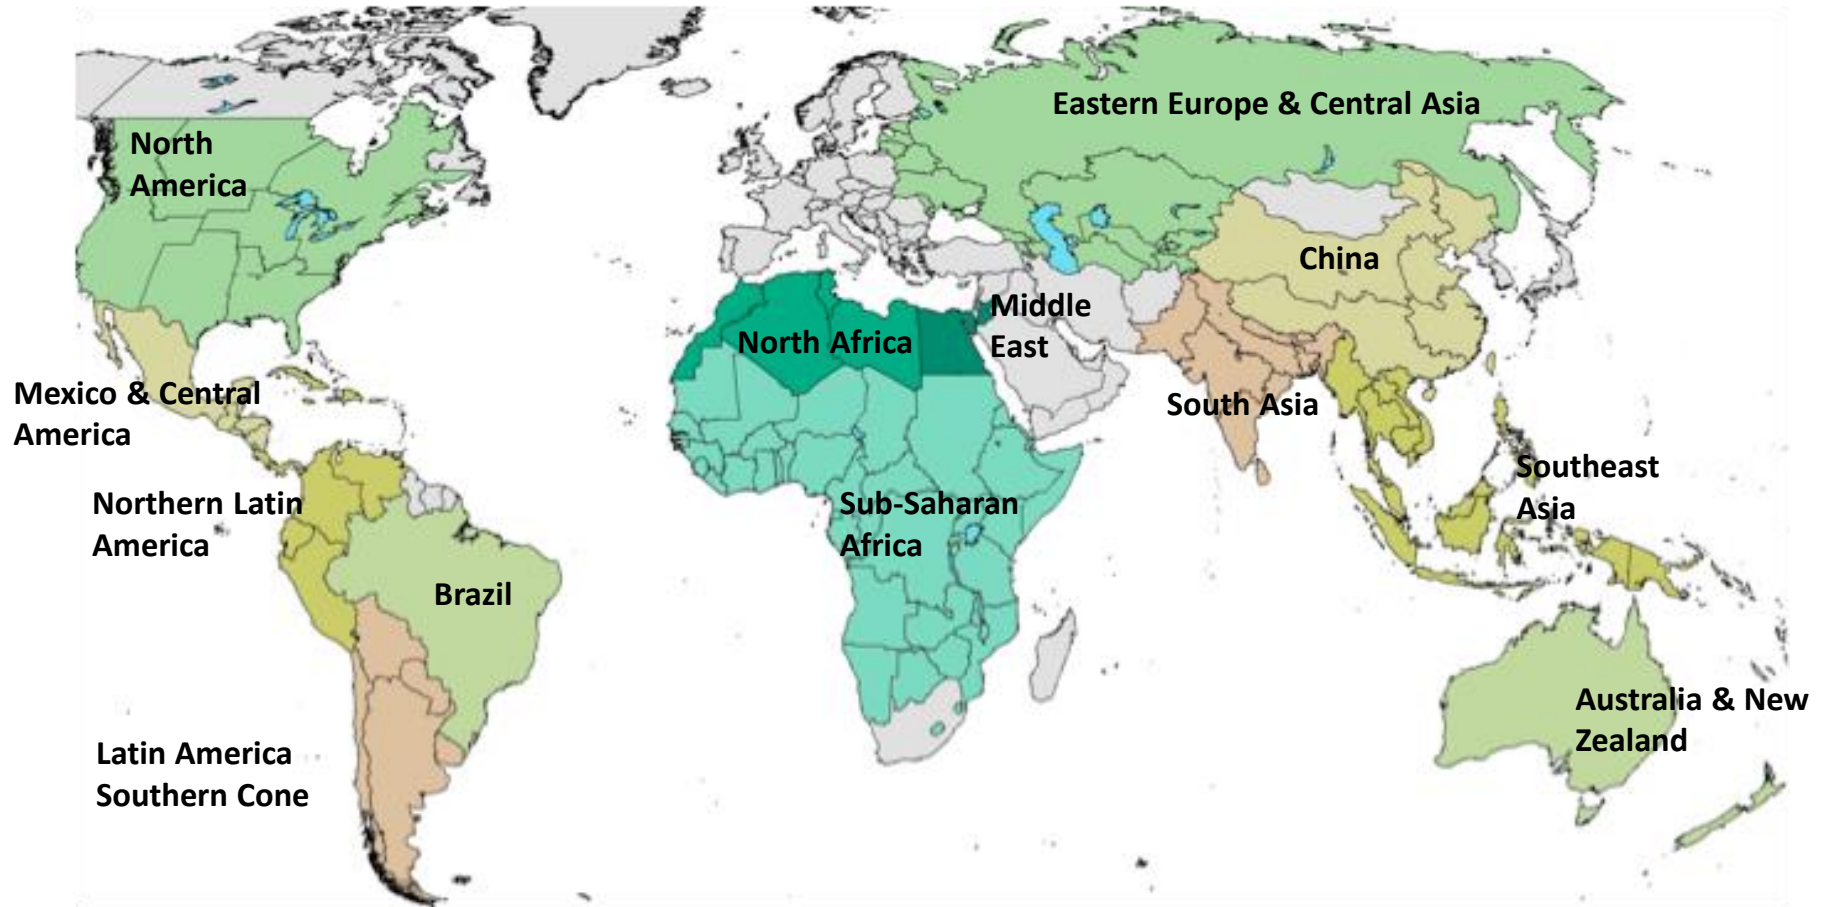 Eastern Europe & Central Asia
North
America
China
Middle
East
North Africa
Mexico & Central
America
South Asia
Southeast
Asia
Northern Latin
America
Sub-Saharan
Africa
Brazil
Australia & New
Zealand
Latin America
Southern Cone